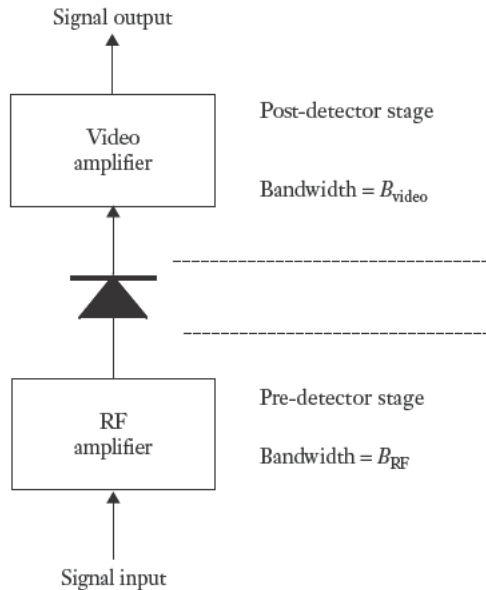 Signal output
Video
amplifier
Post-detector stage
Bandwidth = B_video
RF
amplifier
Pre-detector stage
Bandwidth = B_RF
Signal input